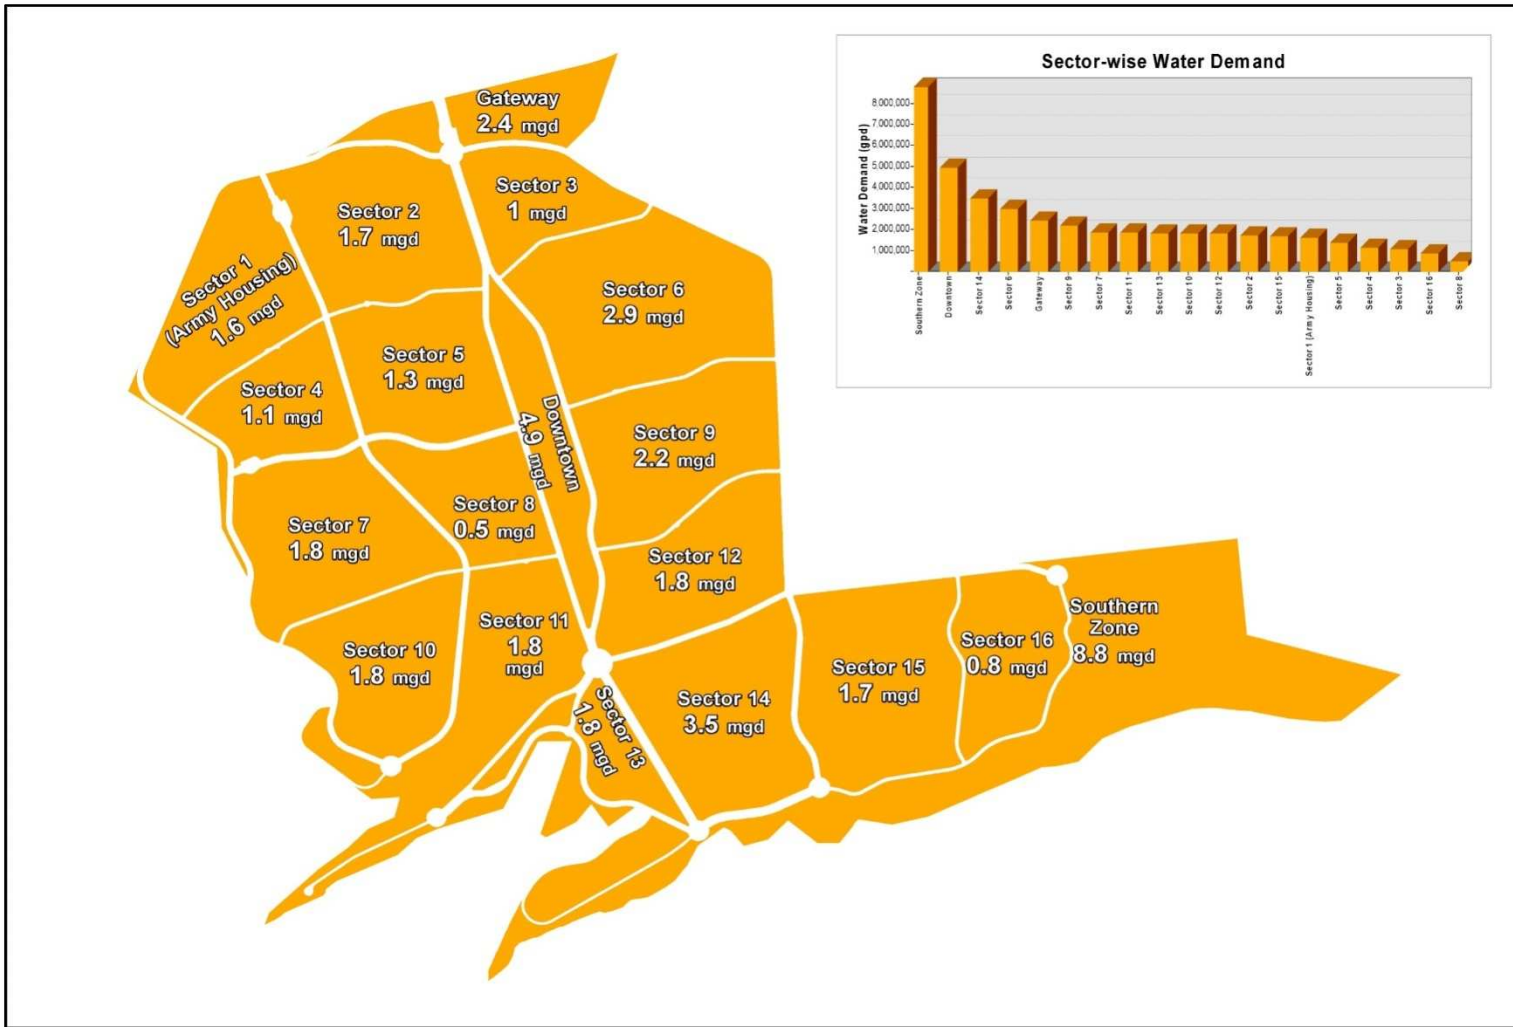 Gateway
2.4 mgd
Sector 3
1 mgd
Sector 2
1.7 mgd
Sector 1
(Army Housing)
1.6 mgd
Sector 6
2.9 mgd
Sector 5
1.3 mgd
Sector 4
1.1 mgd
Downtown
4.9 mgd
Sector 9
2.2 mgd
Sector 8
0.5 mgd
Sector 7
1.8 mgd
Sector 12
1.8 mgd
Sector 11
1.8
mgd
Sector 10
1.8 mgd
Sector 13
1.8 mgd
Sector 14
3.5 mgd
Sector 15
1.7 mgd
Sector 16
0.8 mgd
Southern
Zone
8.8 mgd
Sector-wise Water Demand
Water Demand (gpd)
8,000,000
7,000,000
6,000,000
5,000,000
4,000,000
3,000,000
2,000,000
1,000,000
Southern Zone
Downtown
Sector 14
Sector 6
Gateway
Sector 9
Sector 7
Sector 11
Sector 13
Sector 10
Sector 12
Sector 2
Sector 15
Sector 1 (Army Housing)
Sector 5
Sector 4
Sector 3
Sector 16
Sector 8